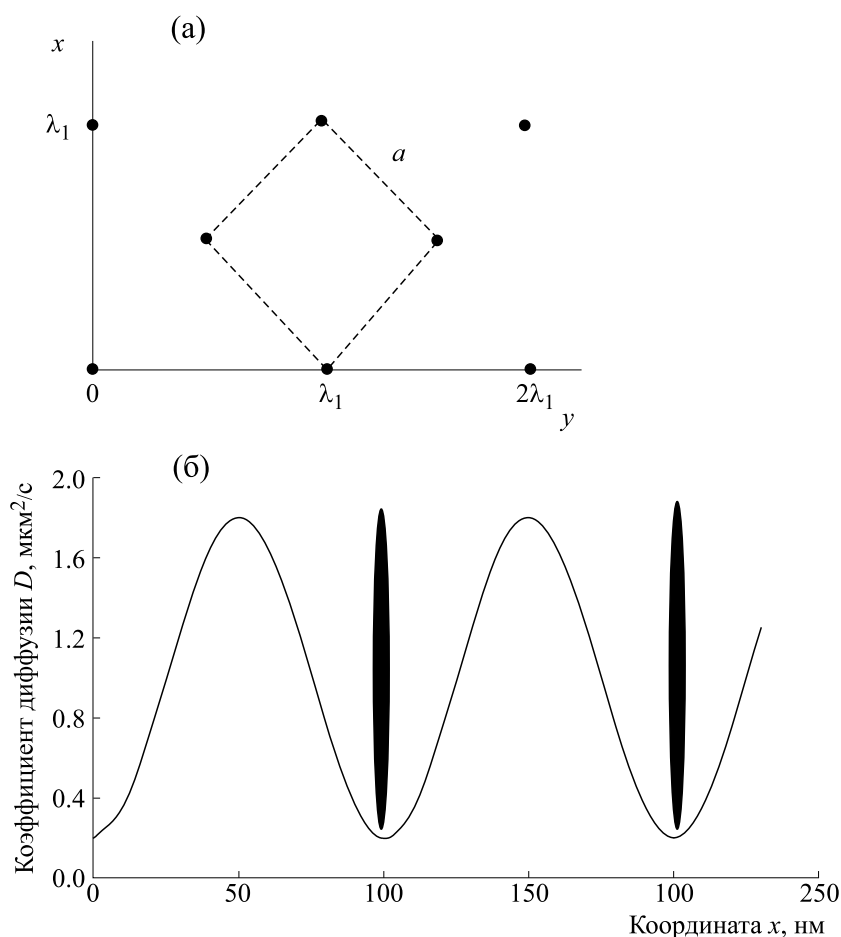 (а)
x
λ1
a
0
λ1
2λ1
y
(б)
Коэффициент диффузии D, мкм²/с
2.0
1.6
1.2
0.8
0.4
0.0
0
50
100
150
100
250
Координата x, нм